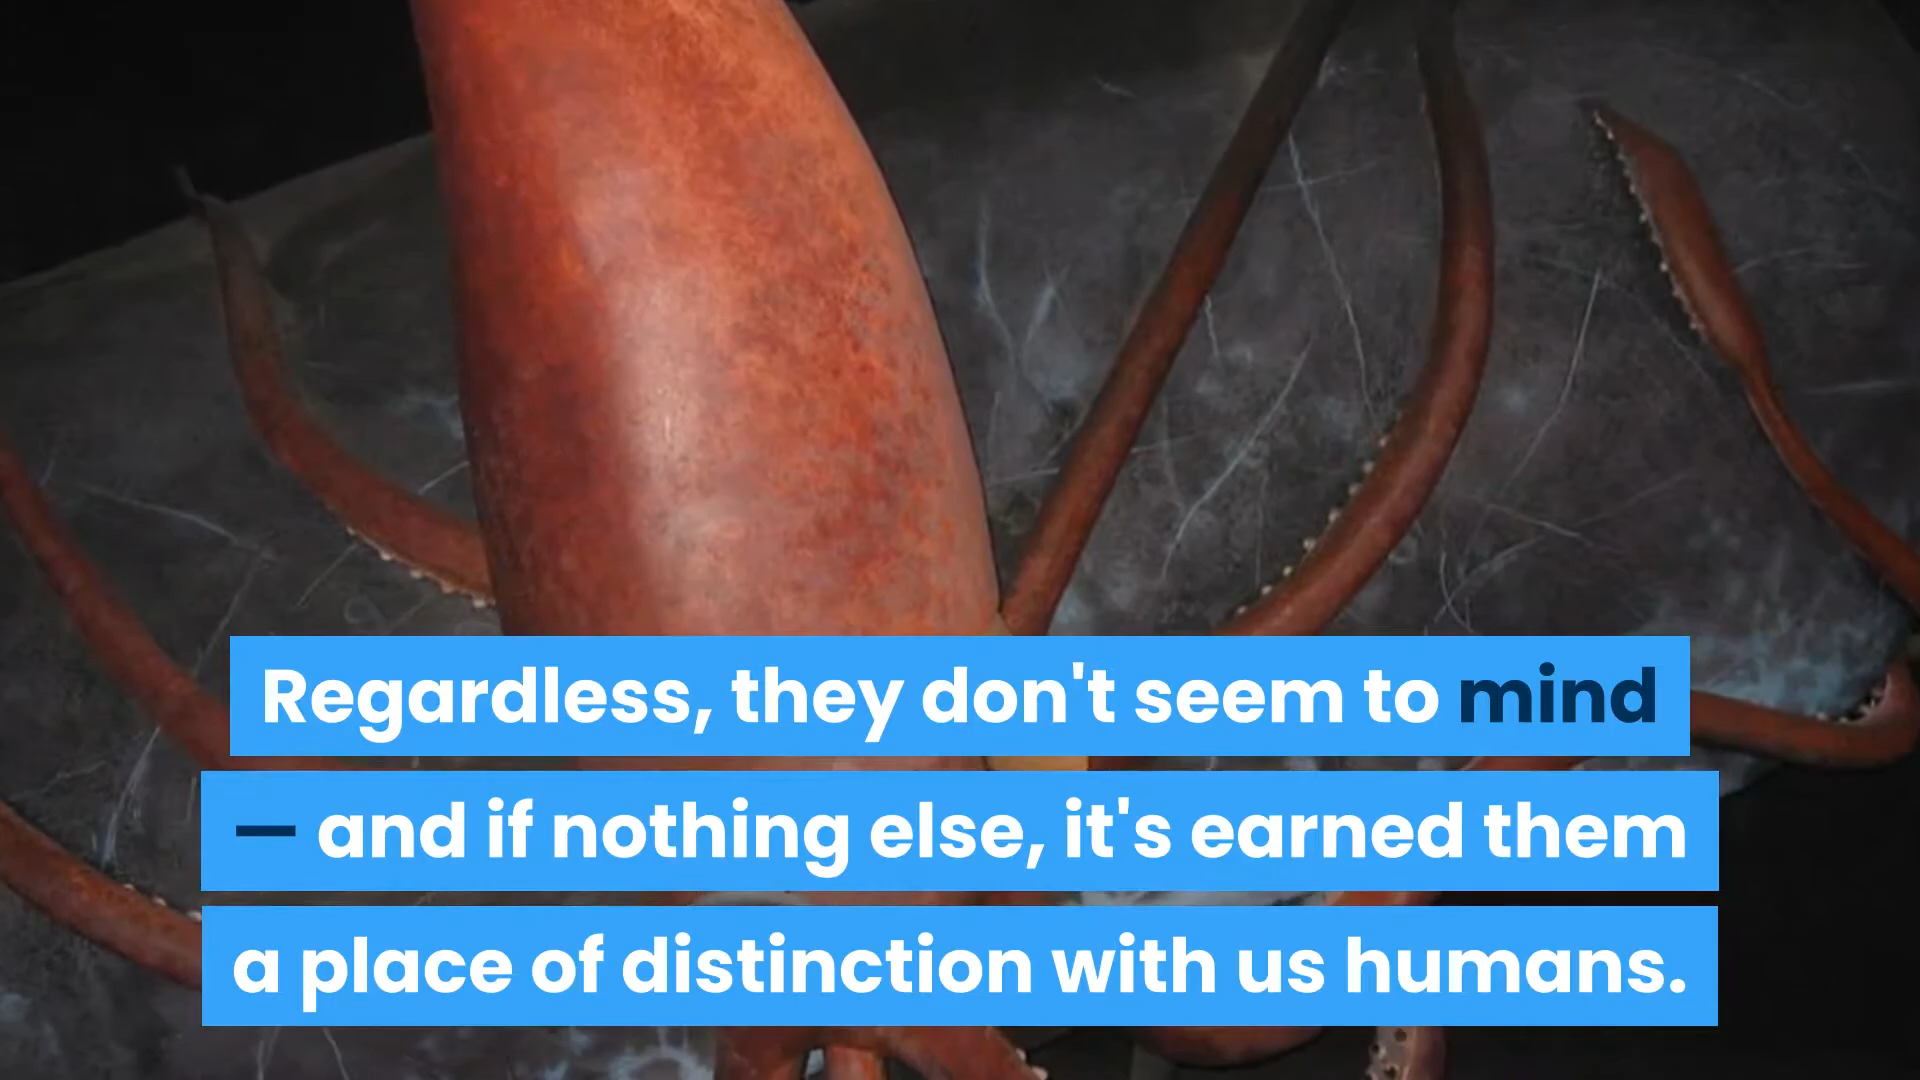 Regardless, they don't seem to mind
— and if nothing else, it's earned them
a place of distinction with us humans.